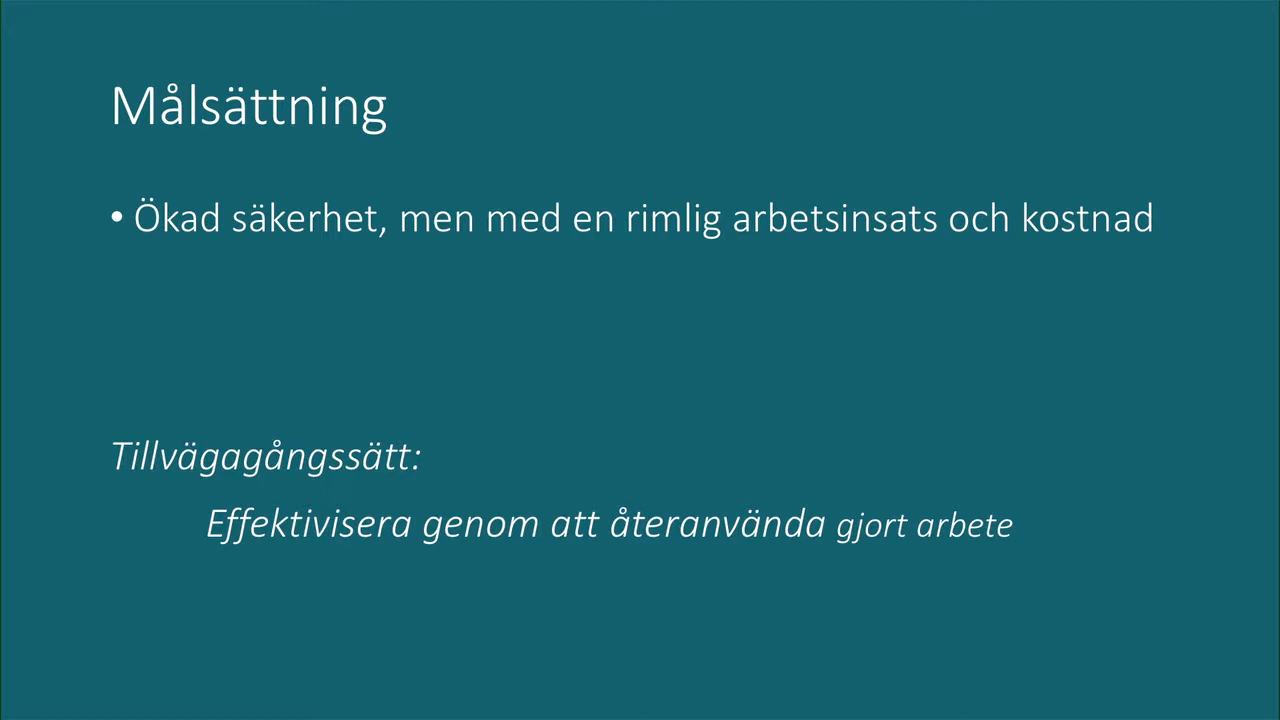 Målsättning
• Ökad säkerhet, men med en rimlig arbetsinsats och kostnad
Tillvägagångssätt:
Effektivisera genom att återanvända gjort arbete